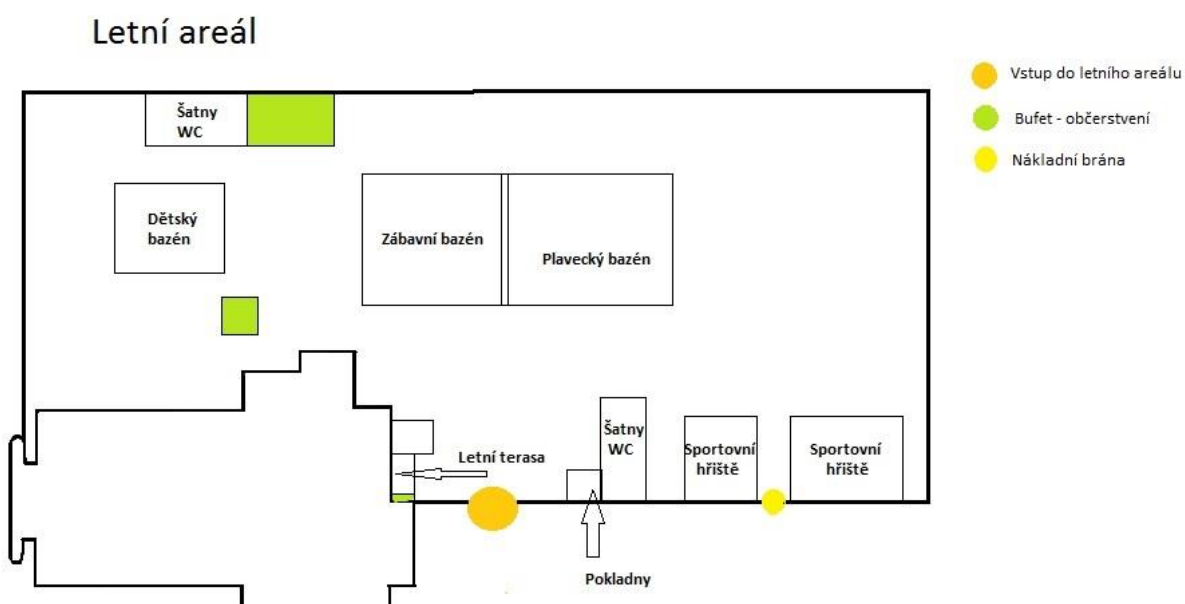 Letní areál
Vstup do letního areálu
Bufet - občerstvení
Nákladní brána
Šatny
WC
Dětský
bazén
Zábavní bazén
Plavecký bazén
Letní terasa
Šatny
WC
Sportovní
hřiště
Sportovní
hřiště
Pokladny